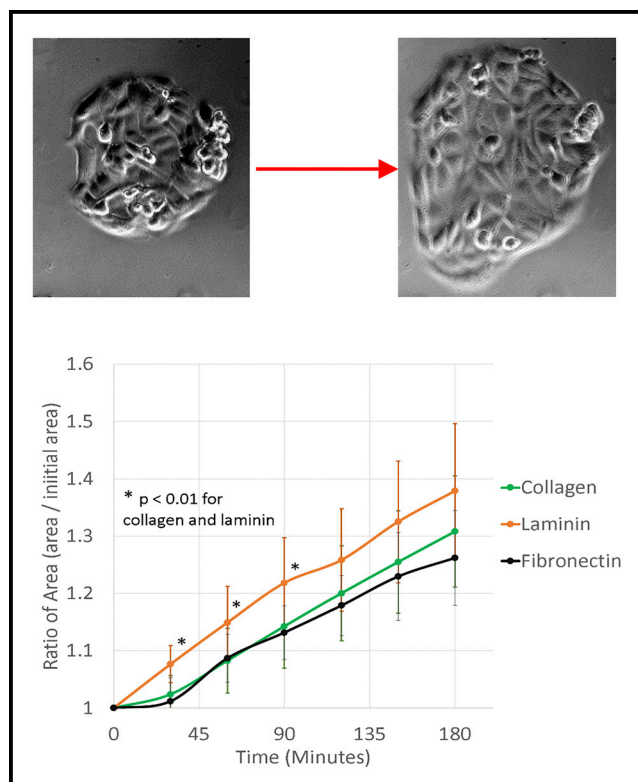 Ratio of Area (area / iniitial area)
1.6
1.5
1.4
1.3
1.2
1.1
1
* p < 0.01 for
collagen and laminin
*
*
*
Collagen
Laminin
Fibronectin
0
45
90
135
180
Time (Minutes)